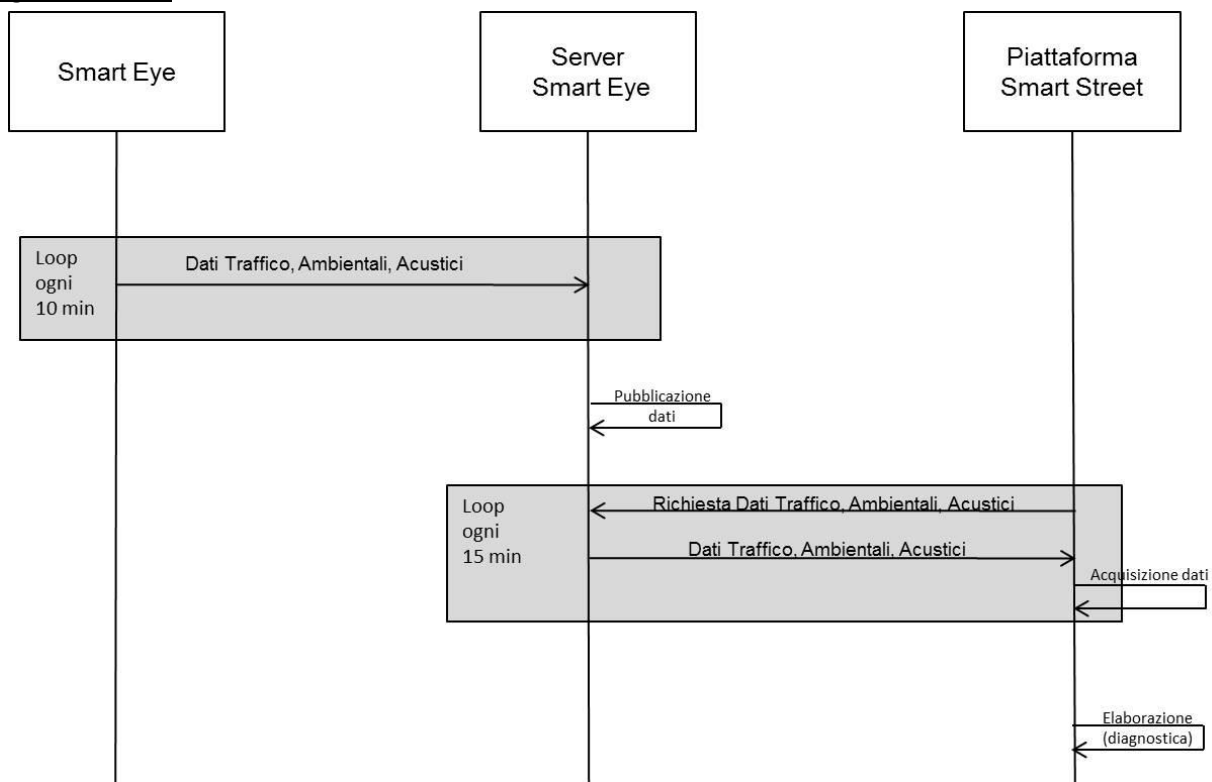 Smart Eye
Server
Smart Eye
Piattaforma
Smart Street
Loop
ogni
10 min
Dati Traffico, Ambientali, Acustici
Pubblicazione
dati
Loop
ogni
15 min
Richiesta Dati Traffico, Ambientali, Acustici
Dati Traffico, Ambientali, Acustici
Acquisizione dati
Elaborazione
(diagnostica)